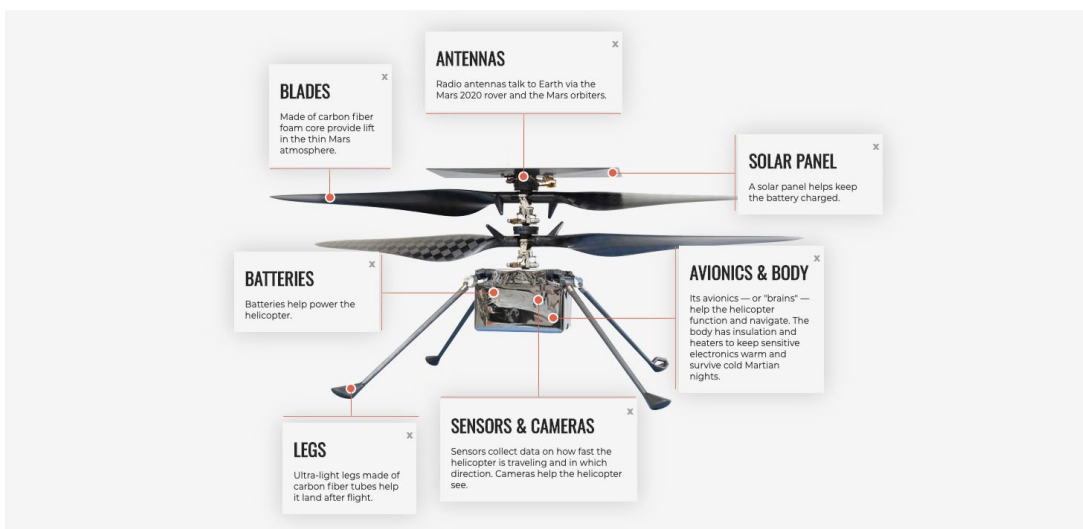 ANTENNAS
x
Radio antennas talk to Earth via the
Mars 2020 rover and the Mars orbiters.
BLADES
x
Made of carbon fiber
foam core provide lift
in the thin Mars
atmosphere.
SOLAR PANEL
x
A solar panel helps keep
the battery charged.
BATTERIES
x
Batteries help power the
helicopter.
AVIONICS & BODY
x
Its avionics — or "brains" —
help the helicopter
function and navigate. The
body has insulation and
heaters to keep sensitive
electronics warm and
survive cold Martian
nights.
LEGS
x
Ultra-light legs made of
carbon fiber tubes help
it land after flight.
SENSORS & CAMERAS
x
Sensors collect data on how fast the
helicopter is traveling and in which
direction. Cameras help the helicopter
see.